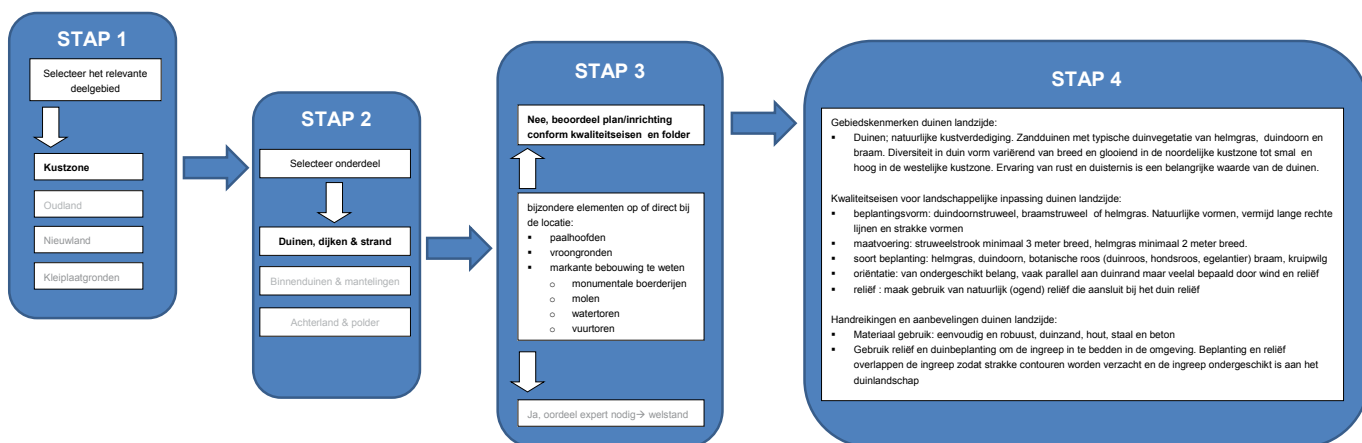 STAP 1
Selecteer het relevante
deelgebied
Kustzone
Oudland
Nieuwland
Kleiplaatgronden
STAP 2
Selecteer onderdeel
Duinen, dijken & strand
Binnenduinen & mantelingen
Achterland & polder
STAP 3
Nee, beoordeel plan/inrichting
conform kwaliteitseisen en folder
bijzondere elementen op of direct bij
de locatie:
▪ paalhoofden
▪ vroongronden
▪ markante bebouwing te weten
o monumentale boerderijen
o molen
o watertoren
o vuurtoren
Ja, oordeel expert nodig→ welstand
STAP 4
Gebiedskenmerken duinen landzijde:
▪ Duinen; natuurlijke kustverdediging. Zandduinen met typische duinvegetatie van helmgras, duindoorn en
braam. Diversiteit in duin vorm variërend van breed en glooiend in de noordelijke kustzone tot smal en
hoog in de westelijke kustzone. Ervaring van rust en duisternis is een belangrijke waarde van de duinen.
Kwaliteitseisen voor landschappelijke inpassing duinen landzijde:
▪ beplantingsvorm: duindoornstruweel, braamstruweel of helmgras. Natuurlijke vormen, vermijd lange rechte
lijnen en strakke vormen
▪ maatvoering: struweelstrook minimaal 3 meter breed, helmgras minimaal 2 meter breed.
▪ soort beplanting: helmgras, duindoorn, botanische roos (duinroos, hondsroos, egelantier) braam, kruipwilg
▪ oriëntatie: van ondergeschikt belang, vaak parallel aan duinrand maar veelal bepaald door wind en reliëf
▪ reliëf : maak gebruik van natuurlijk (ogend) reliëf die aansluit bij het duin reliëf
Handreikingen en aanbevelingen duinen landzijde:
▪ Materiaal gebruik: eenvoudig en robuust, duinzand, hout, staal en beton
▪ Gebruik reliëf en duinbeplanting om de ingreep in te bedden in de omgeving. Beplanting en reliëf
overlappen de ingreep zodat strakke contouren worden verzacht en de ingreep ondergeschikt is aan het
duinlandschap